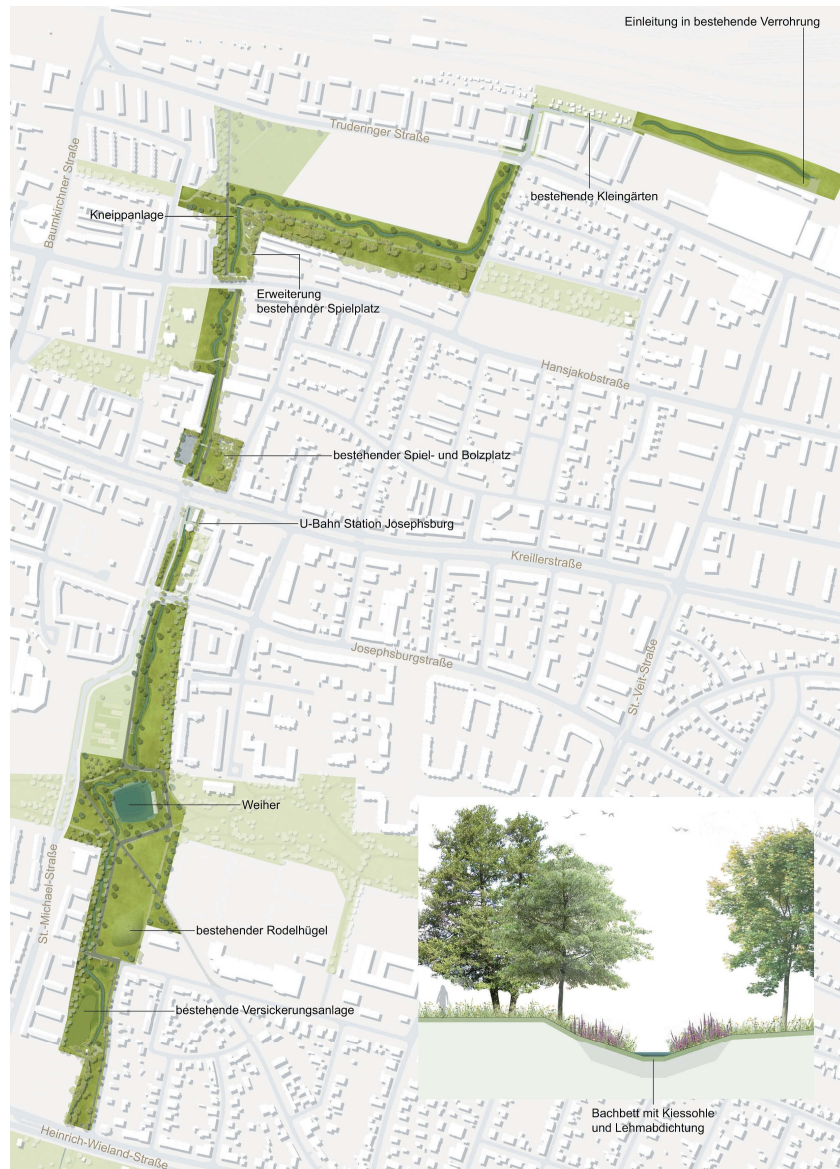 Einleitung in bestehende Verrohrung
Trudeninger Straße
Baumkirchner Straße
bestehende Kleingärten
Kneippanlage
Erweiterung
bestehender Spielplatz
Hansjakobstraße
bestehender Spiel- und Bolzplatz
U-Bahn Station Josephsburg
Kreillerstraße
Josephsburgstraße
St.-Veit-Straße
Weiher
St.-Michael-Straße
bestehender Rodelhügel
bestehende Versickerungsanlage
Bachbett mit Kiessohle
und Lehmabdichtung
Heinrich-Wieland-Straße